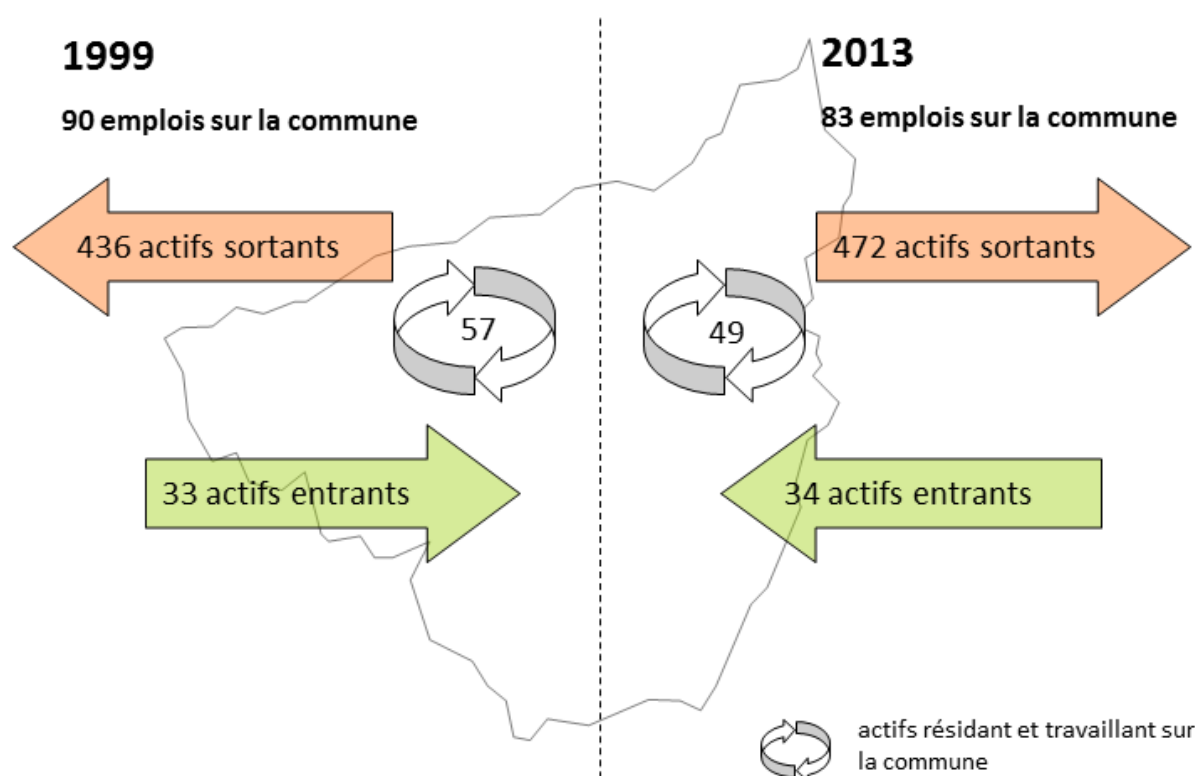 1999
90 emplois sur la commune
436 actifs sortants
57
33 actifs entrants
2013
83 emplois sur la commune
472 actifs sortants
49
34 actifs entrants
actifs résidant et travaillant sur
la commune